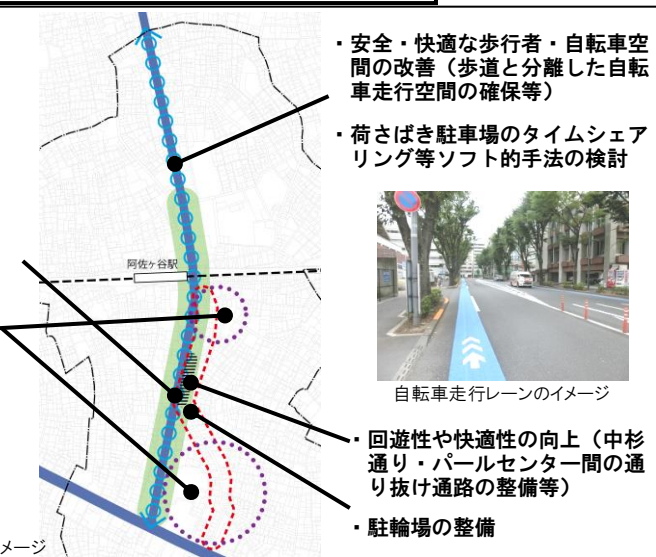 ・安全・快適な歩行者・自転車空
間の改善（歩道と分離した自転
車走行空間の確保等）
・荷さばき駐車場のタイムシェア
リング等ソフト的手法の検討
阿佐ヶ谷駅
自転車走行レーンのイメージ
・回遊性や快適性の向上（中杉
通り・パールセンター間の通
り抜け通路の整備等）
・駐輪場の整備
メージ